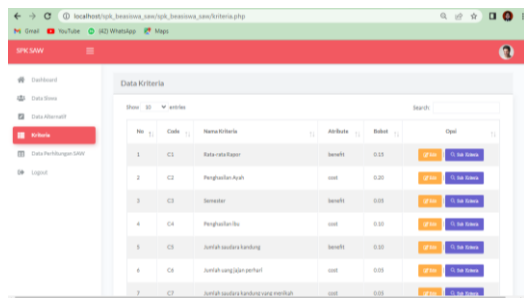 localhost/spk_beasiswa_saw/spk_beasiswa_saw/kriteria.php
Gmail YouTube (42) WhatsApp Maps
SPK SAW
Dashboard
Data Siswa
Data Alternatif
Kriteria
Data Perhitungan SAW
Logout
Data Kriteria
Show 10 entries Search:
No Code Nama Kriteria Atribute Bobot Opsi
1 C1 Rata-rata Rapor benefit 0.15 Edit Sub Kriteria
2 C2 Penghasilan Ayah cost 0.20 Edit Sub Kriteria
3 C3 Semester benefit 0.03 Edit Sub Kriteria
4 C4 Penghasilan Ibu cost 0.10 Edit Sub Kriteria
5 C5 Jumlah saudara kandung benefit 0.10 Edit Sub Kriteria
6 C6 Jumlah uang jajan perhari cost 0.03 Edit Sub Kriteria
7 C7 Jumlah saudara kandung yang menikah cost 0.03 Edit Sub Kriteria